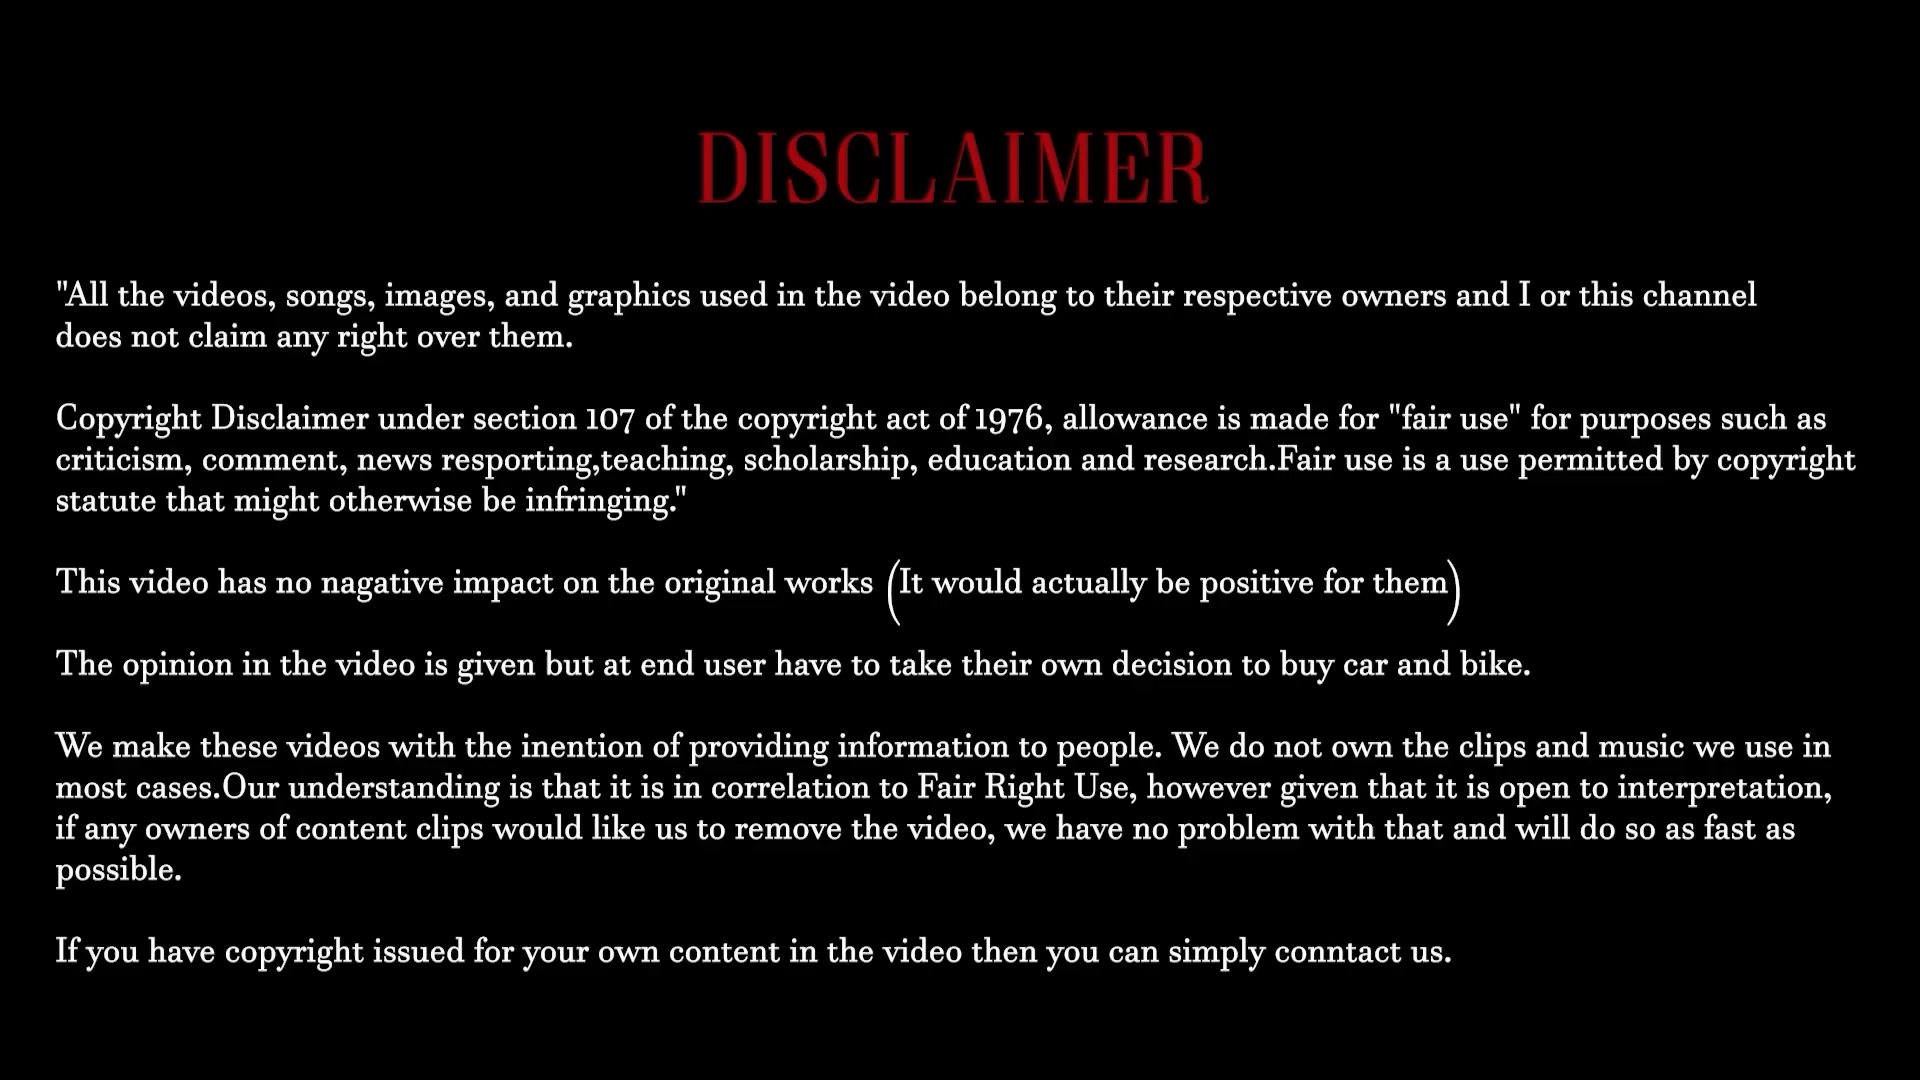 DISCLAIMER
"All the videos, songs, images, and graphics used in the video belong to their respective owners and I or this channel
does not claim any right over them.
Copyright Disclaimer under section 107 of the copyright act of 1976, allowance is made for "fair use" for purposes such as
criticism, comment, news resporting,teaching, scholarship, education and research.Fair use is a use permitted by copyright
statute that might otherwise be infringing."
This video has no nagative impact on the original works (It would actually be positive for them)
The opinion in the video is given but at end user have to take their own decision to buy car and bike.
We make these videos with the inention of providing information to people. We do not own the clips and music we use in
most cases.Our understanding is that it is in correlation to Fair Right Use, however given that it is open to interpretation,
if any owners of content clips would like us to remove the video, we have no problem with that and will do so as fast as
possible.
If you have copyright issued for your own content in the video then you can simply conntact us.